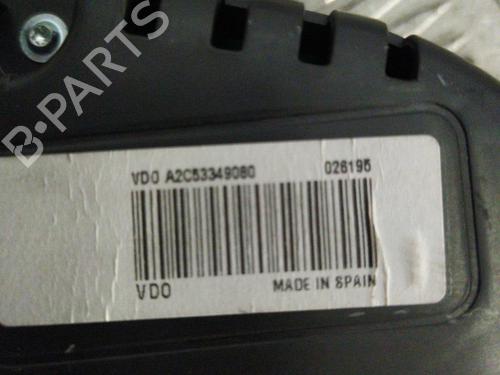 B-PARTS
VDO A2C53349080 026195
VDO MADE IN SPAIN